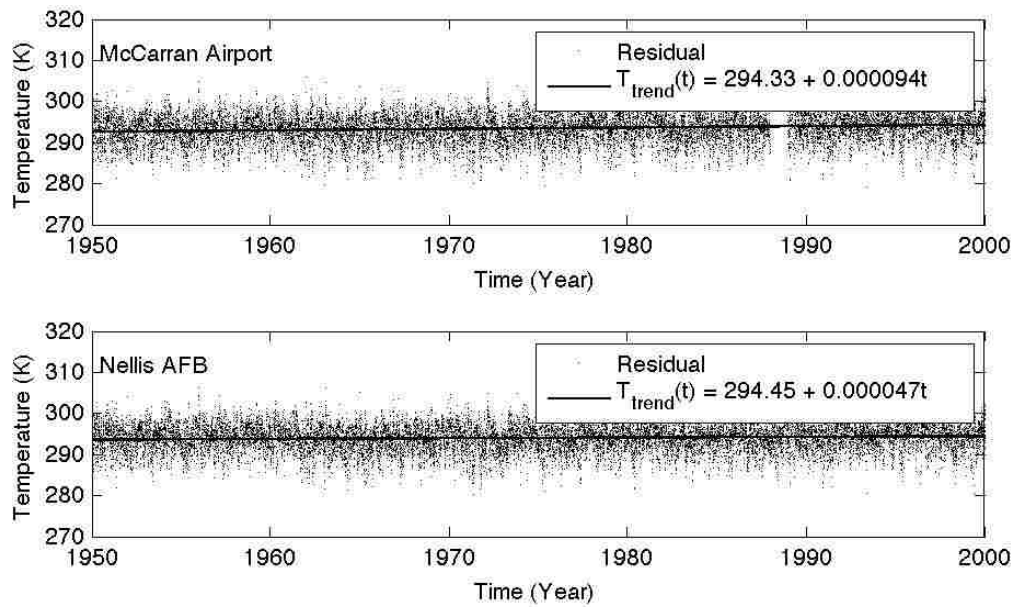 320
310
300
290
280
270
Temperature (K)
McCarran Airport
Residual
T_trend(t) = 294.33 + 0.000094t
1950
1960
1970
1980
1990
2000
Time (Year)
320
310
300
290
280
270
Temperature (K)
Nellis AFB
Residual
T_trend(t) = 294.45 + 0.000047t
1950
1960
1970
1980
1990
2000
Time (Year)